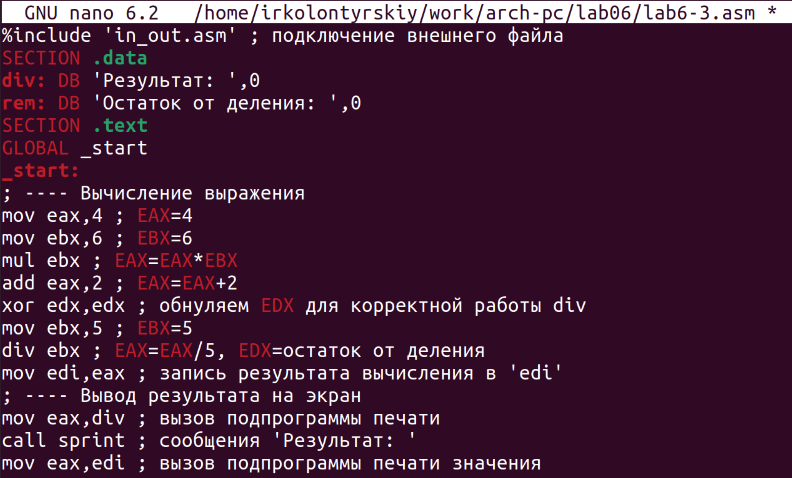 GNU nano 6.2 /home/irkolontyrskiy/work/arch-pc/lab06/lab6-3.asm *
%include 'in_out.asm' ; подключение внешнего файла
SECTION .data
div: DB 'Результат: ',0
rem: DB 'Остаток от деления: ',0
SECTION .text
GLOBAL _start
_start:
; ---- Вычисление выражения
mov eax,4 ; EAX=4
mov ebx,6 ; EBX=6
mul ebx ; EAX=EAX*EBX
add eax,2 ; EAX=EAX+2
xor edx,edx ; обнуляем EDX для корректной работы div
mov ebx,5 ; EBX=5
div ebx ; EAX=EAX/5, EDX=остаток от деления
mov edi,eax ; запись результата вычисления в 'edi'
; ---- Вывод результата на экран
mov eax,div ; вызов подпрограммы печати
call sprint ; сообщения 'Результат: '
mov eax,edi ; вызов подпрограммы печати значения